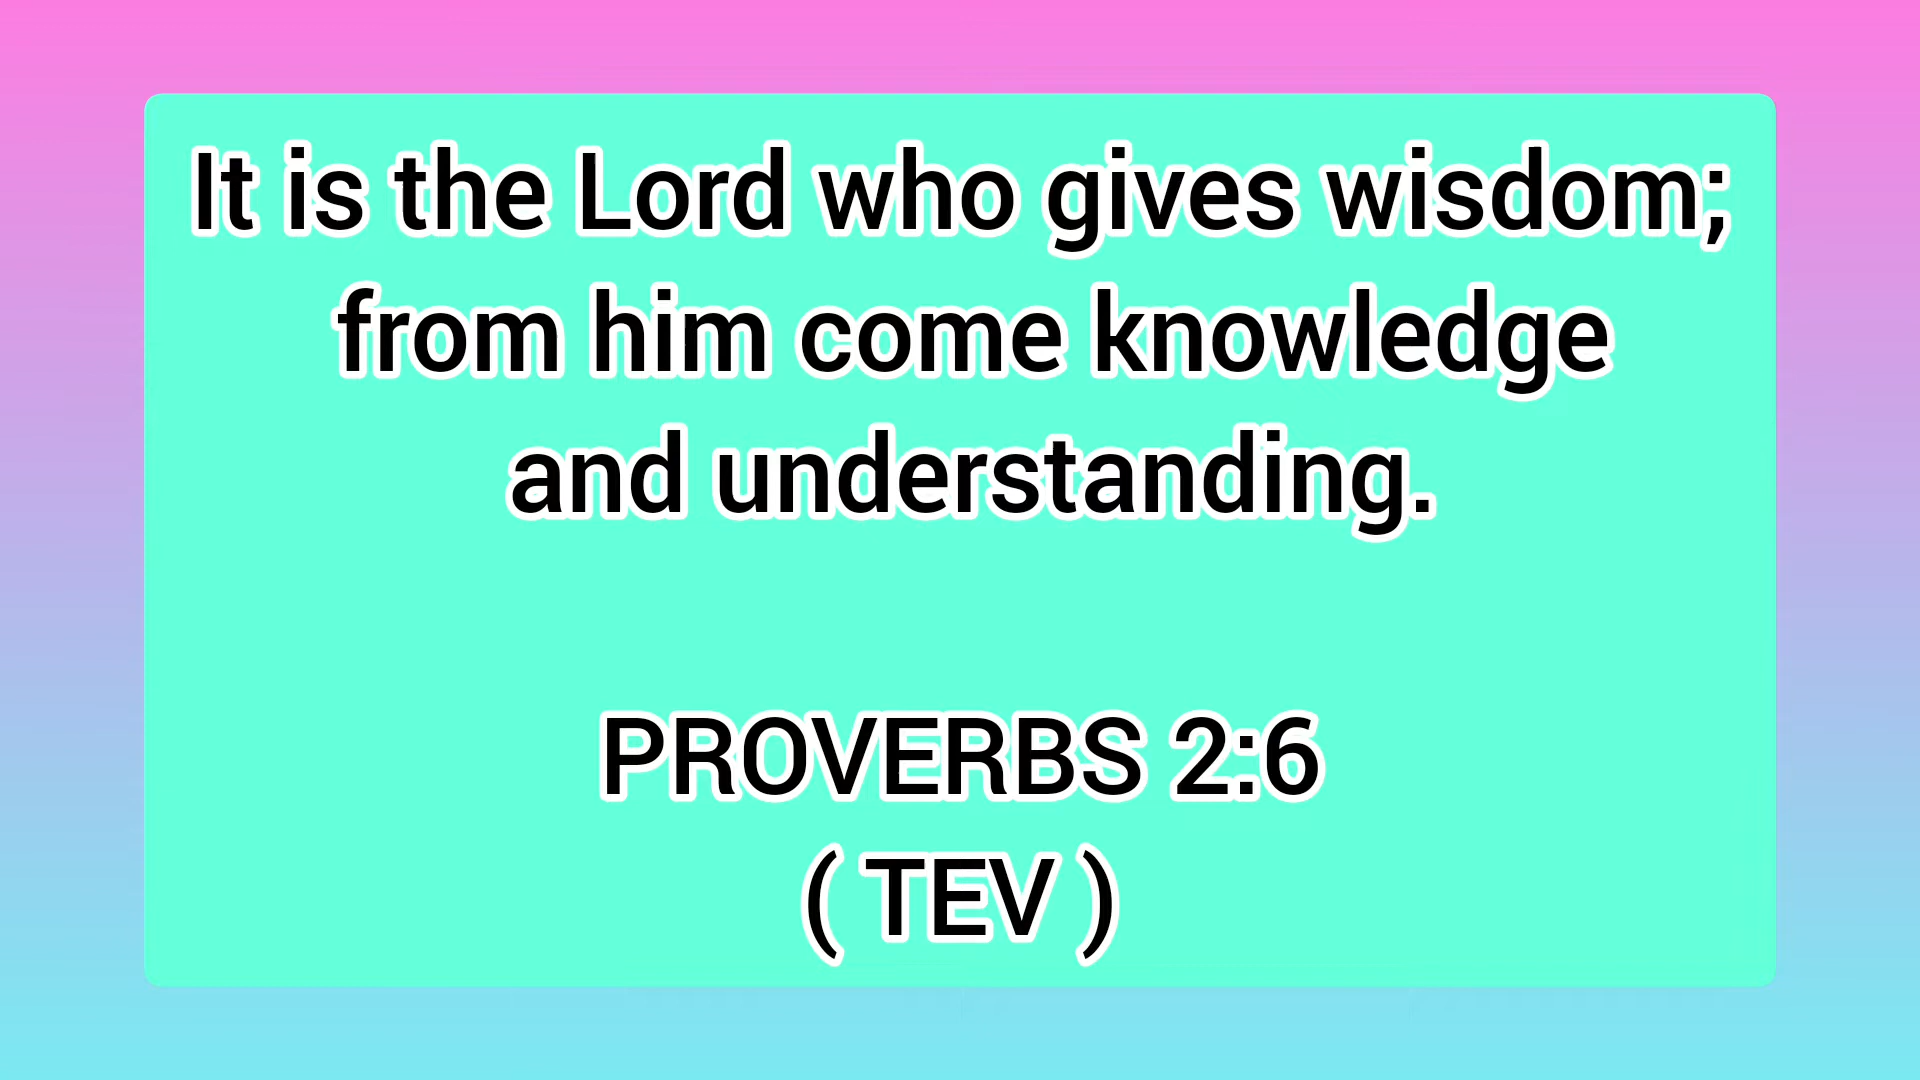 It is the Lord who gives wisdom;
from him come knowledge
and understanding.
PROVERBS 2:6
( TEV )